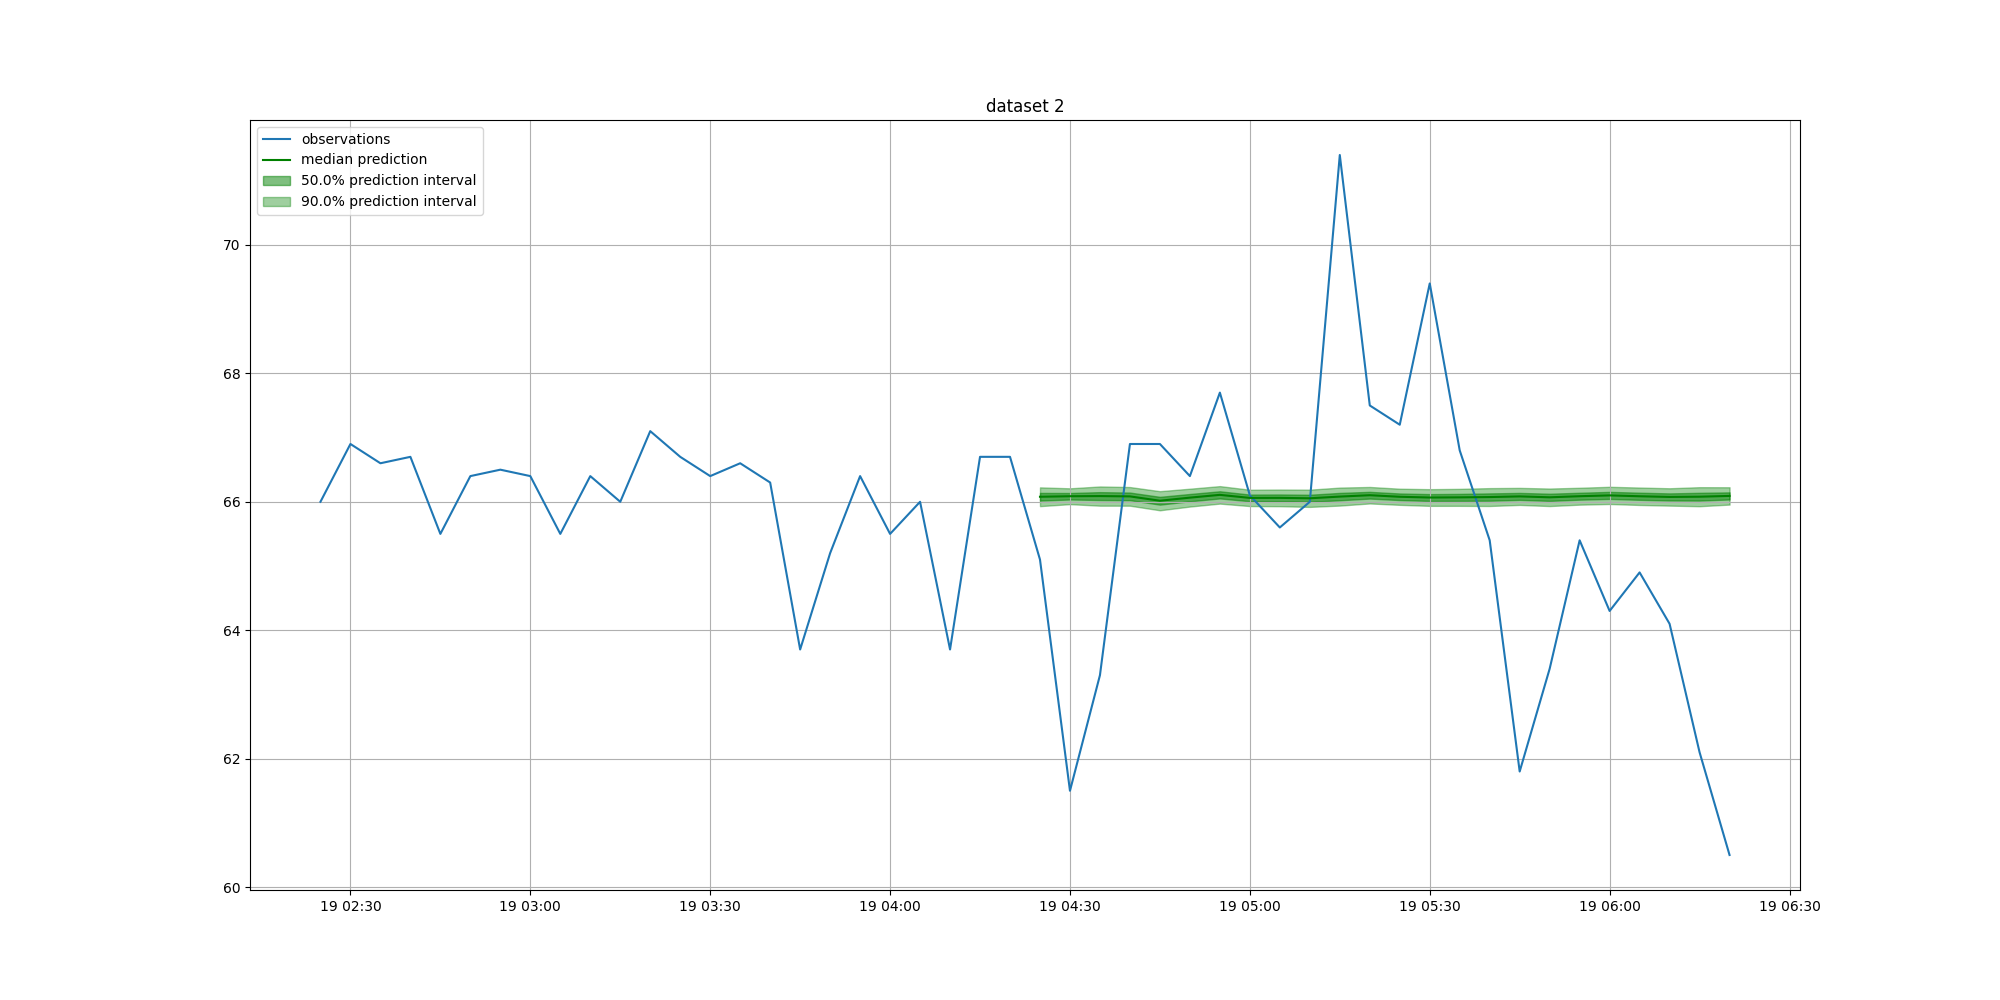 dataset 2
observations
median prediction
50.0% prediction interval
90.0% prediction interval
70
68
66
64
62
60
19 02:30 19 03:00 19 03:30 19 04:00 19 04:30 19 05:00 19 05:30 19 06:00 19 06:30